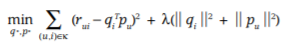 min Σ (r_ui − q_i^T p_u)² + λ(|| q_i ||² + || p_u ||²)
q*,p* (u,i)∈κ